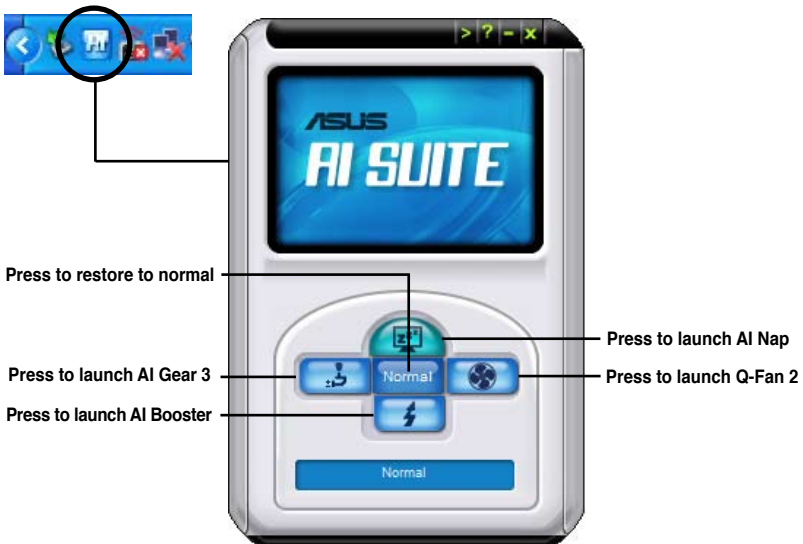 > ? - x
ASUS
AI SUITE
Press to restore to normal
Press to launch AI Nap
Press to launch AI Gear 3
Normal
Press to launch Q-Fan 2
Press to launch AI Booster
Normal